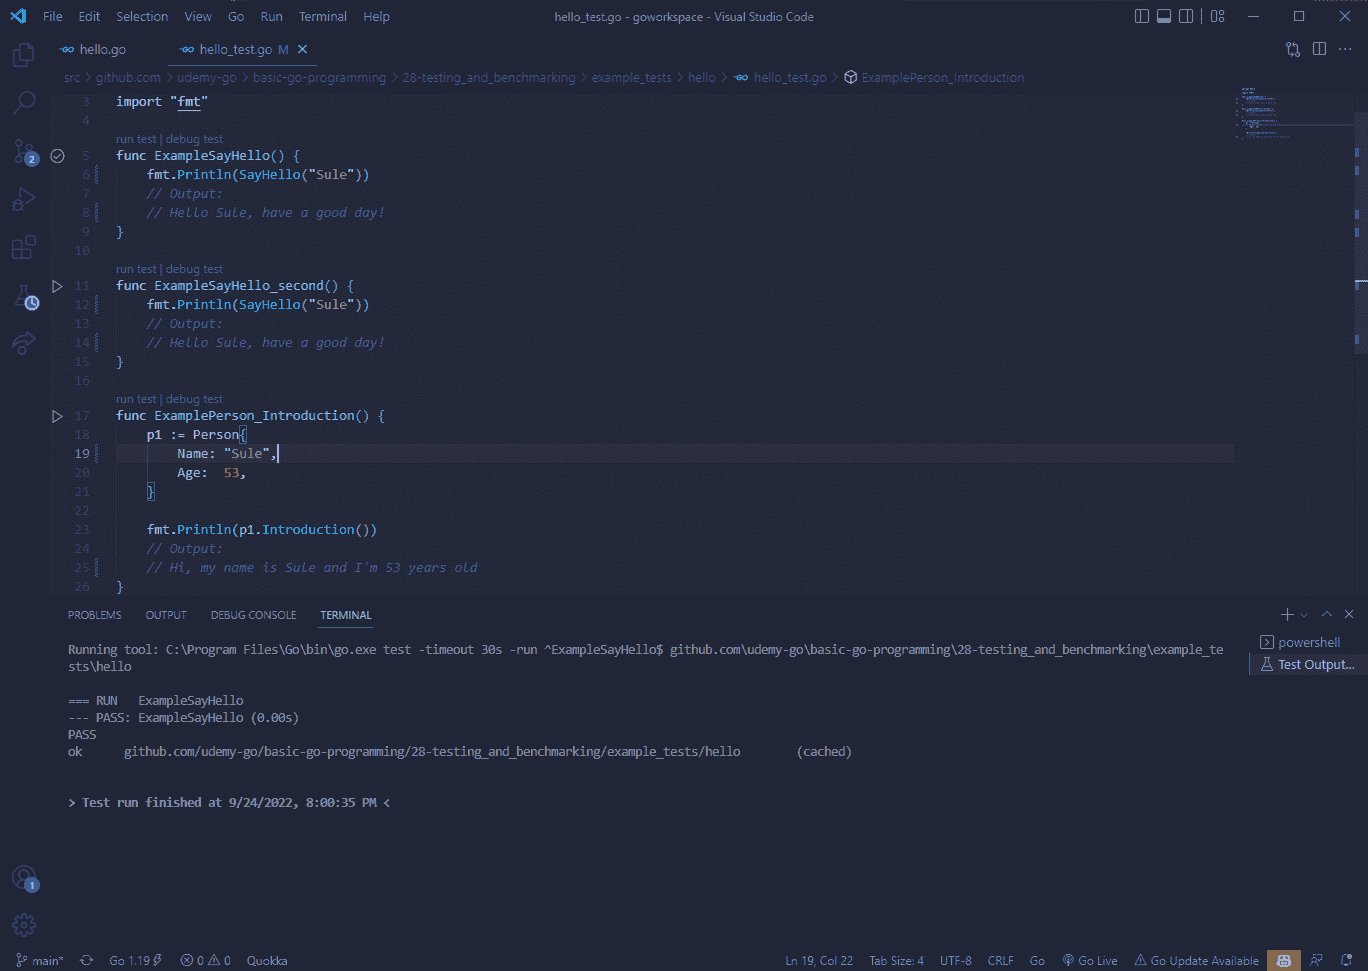 File Edit Selection View Go Run Terminal Help
hello_test.go - goworkspace - Visual Studio Code
hello.go
hello_test.go M
src > github.com > udemy-go > basic-go-programming > 28-testing_and_benchmarking > example_tests > hello > hello_test.go > ExamplePerson_Introduction
3 import "fmt"
4
run test | debug test
5 func ExampleSayHello() {
6 fmt.Println(SayHello("Sule"))
7 // Output:
8 // Hello Sule, have a good day!
9 }
10
run test | debug test
11 func ExampleSayHello_second() {
12 fmt.Println(SayHello("Sule"))
13 // Output:
14 // Hello Sule, have a good day!
15 }
16
run test | debug test
17 func ExamplePerson_Introduction() {
18 p1 := Person{
19 Name: "Sule",
20 Age:  53,
21 }
22
23 fmt.Println(p1.Introduction())
24 // Output:
25 // Hi, my name is Sule and I'm 53 years old
26 }
2
1
PROBLEMS OUTPUT DEBUG CONSOLE TERMINAL
powershell
Test Output...
Running tool: C:\Program Files\Go\bin\go.exe test -timeout 30s -run ^ExampleSayHello$ github.com\udemy-go\basic-go-programming\28-testing_and_benchmarking\example_te
sts\hello
=== RUN   ExampleSayHello
--- PASS: ExampleSayHello (0.00s)
PASS
ok      github.com/udemy-go/basic-go-programming/28-testing_and_benchmarking/example_tests/hello        (cached)
> Test run finished at 9/24/2022, 8:00:35 PM <
main* Go 1.19 0 0 Quokka
Ln 19, Col 22 Tab Size: 4 UTF-8 CRLF Go Go Live Go Update Available